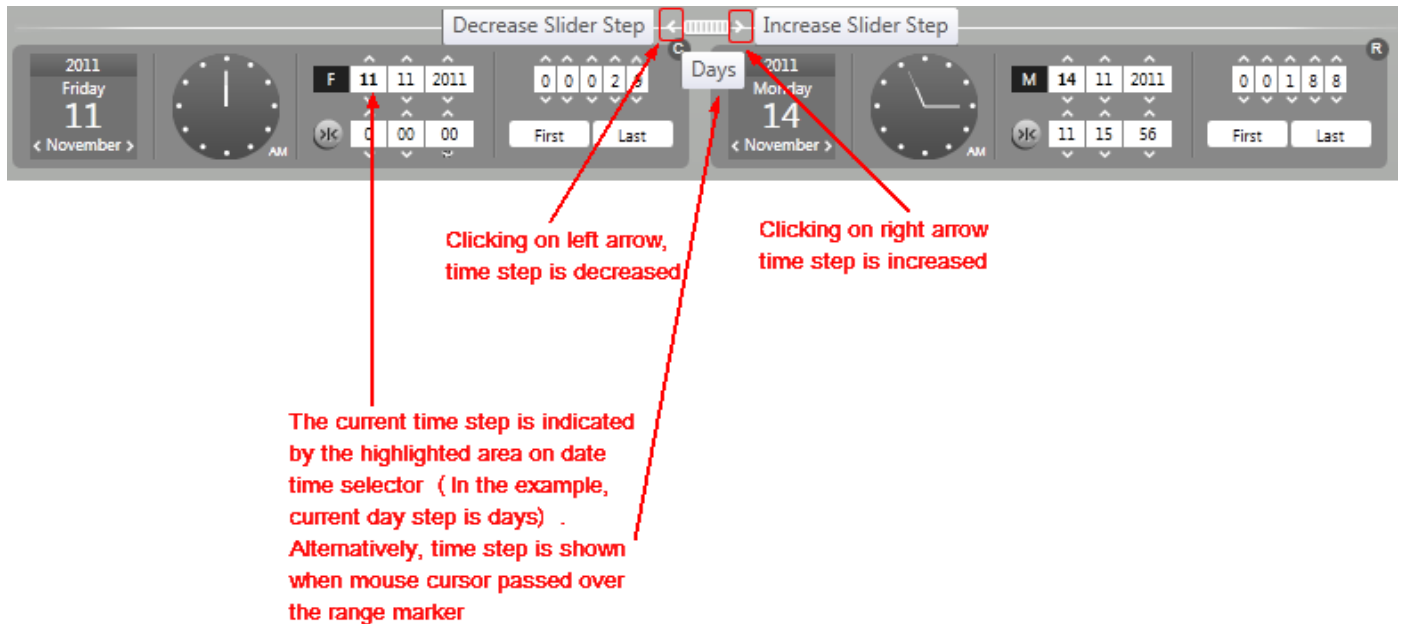 Decrease Slider Step
Increase Slider Step
C
R
2011
Friday
11
< November >
AM
F 11 11 2011
0 00 00
0 0 0 2
First Last
Days
2011
Monday
14
< November >
AM
M 14 11 2011
11 15 56
0 0 1 8 8
First Last
Clicking on left arrow,
time step is decreased
Clicking on right arrow
time step is increased
The current time step is indicated
by the highlighted area on date
time selector (In the example,
current day step is days) .
Alternatively, time step is shown
when mouse cursor passed over
the range marker